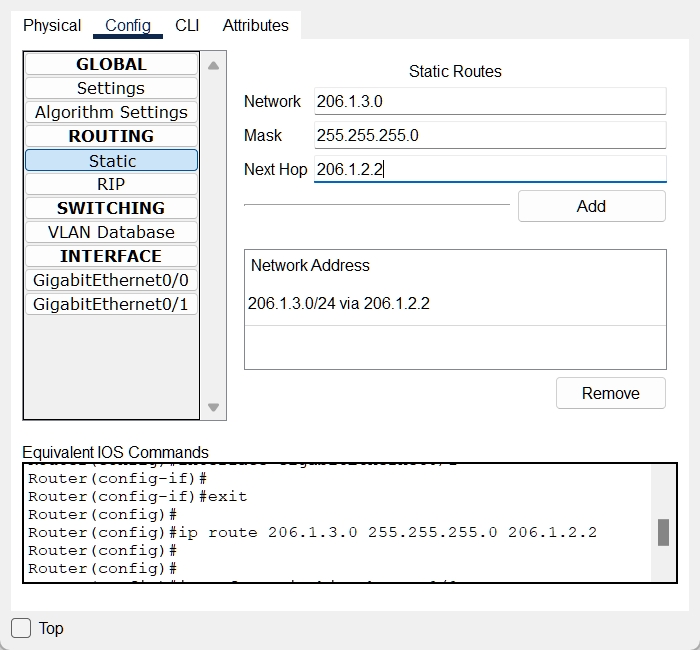 Physical Config CLI Attributes
GLOBAL
Settings
Algorithm Settings
ROUTING
Static
RIP
SWITCHING
VLAN Database
INTERFACE
GigabitEthernet0/0
GigabitEthernet0/1
Static Routes
Network 206.1.3.0
Mask 255.255.255.0
Next Hop 206.1.2.2
Add
Network Address
206.1.3.0/24 via 206.1.2.2
Remove
Equivalent IOS Commands
Router(config-if)#
Router(config-if)#exit
Router(config)#
Router(config)#ip route 206.1.3.0 255.255.255.0 206.1.2.2
Router(config)#
Router(config)#
Top